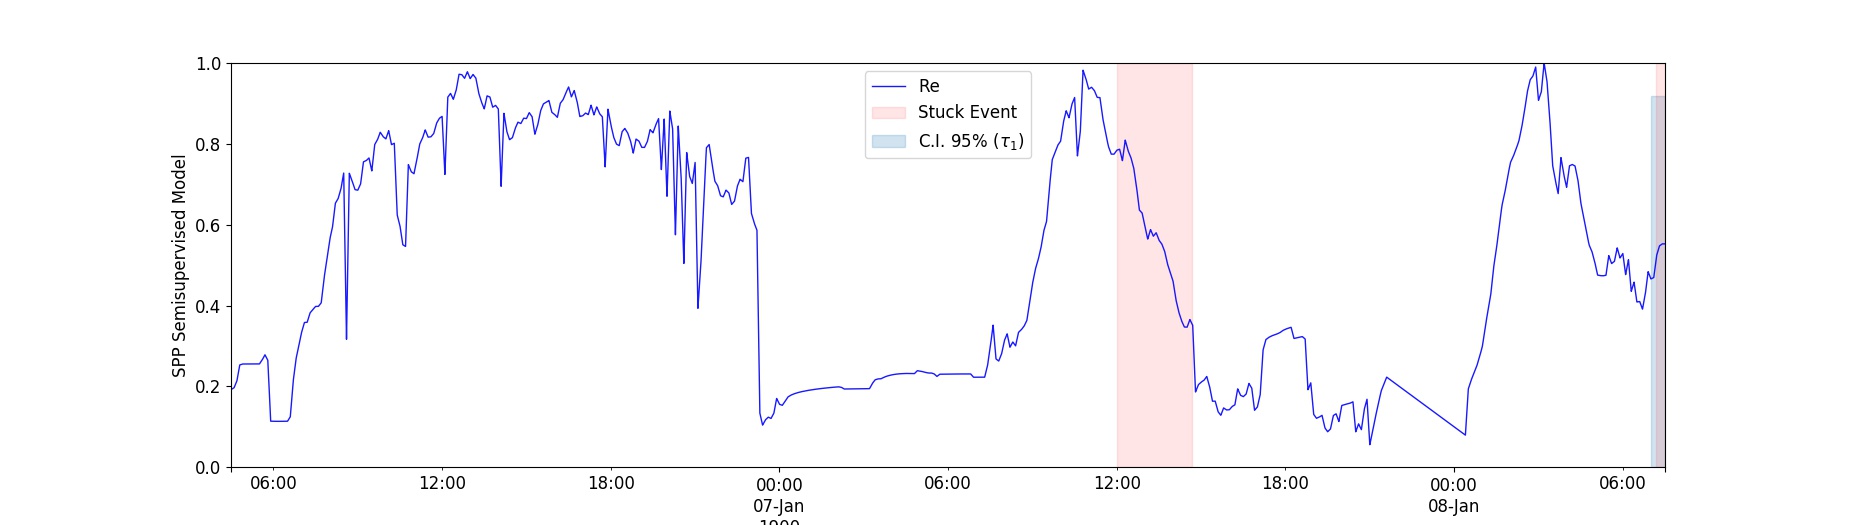 SPP Semisupervised Model
1.0
0.8
0.6
0.4
0.2
0.0
Re
Stuck Event
C.I. 95% (τ₁)
06:00 12:00 18:00 00:00 06:00 12:00 18:00 00:00 06:00
07-Jan 08-Jan
1900